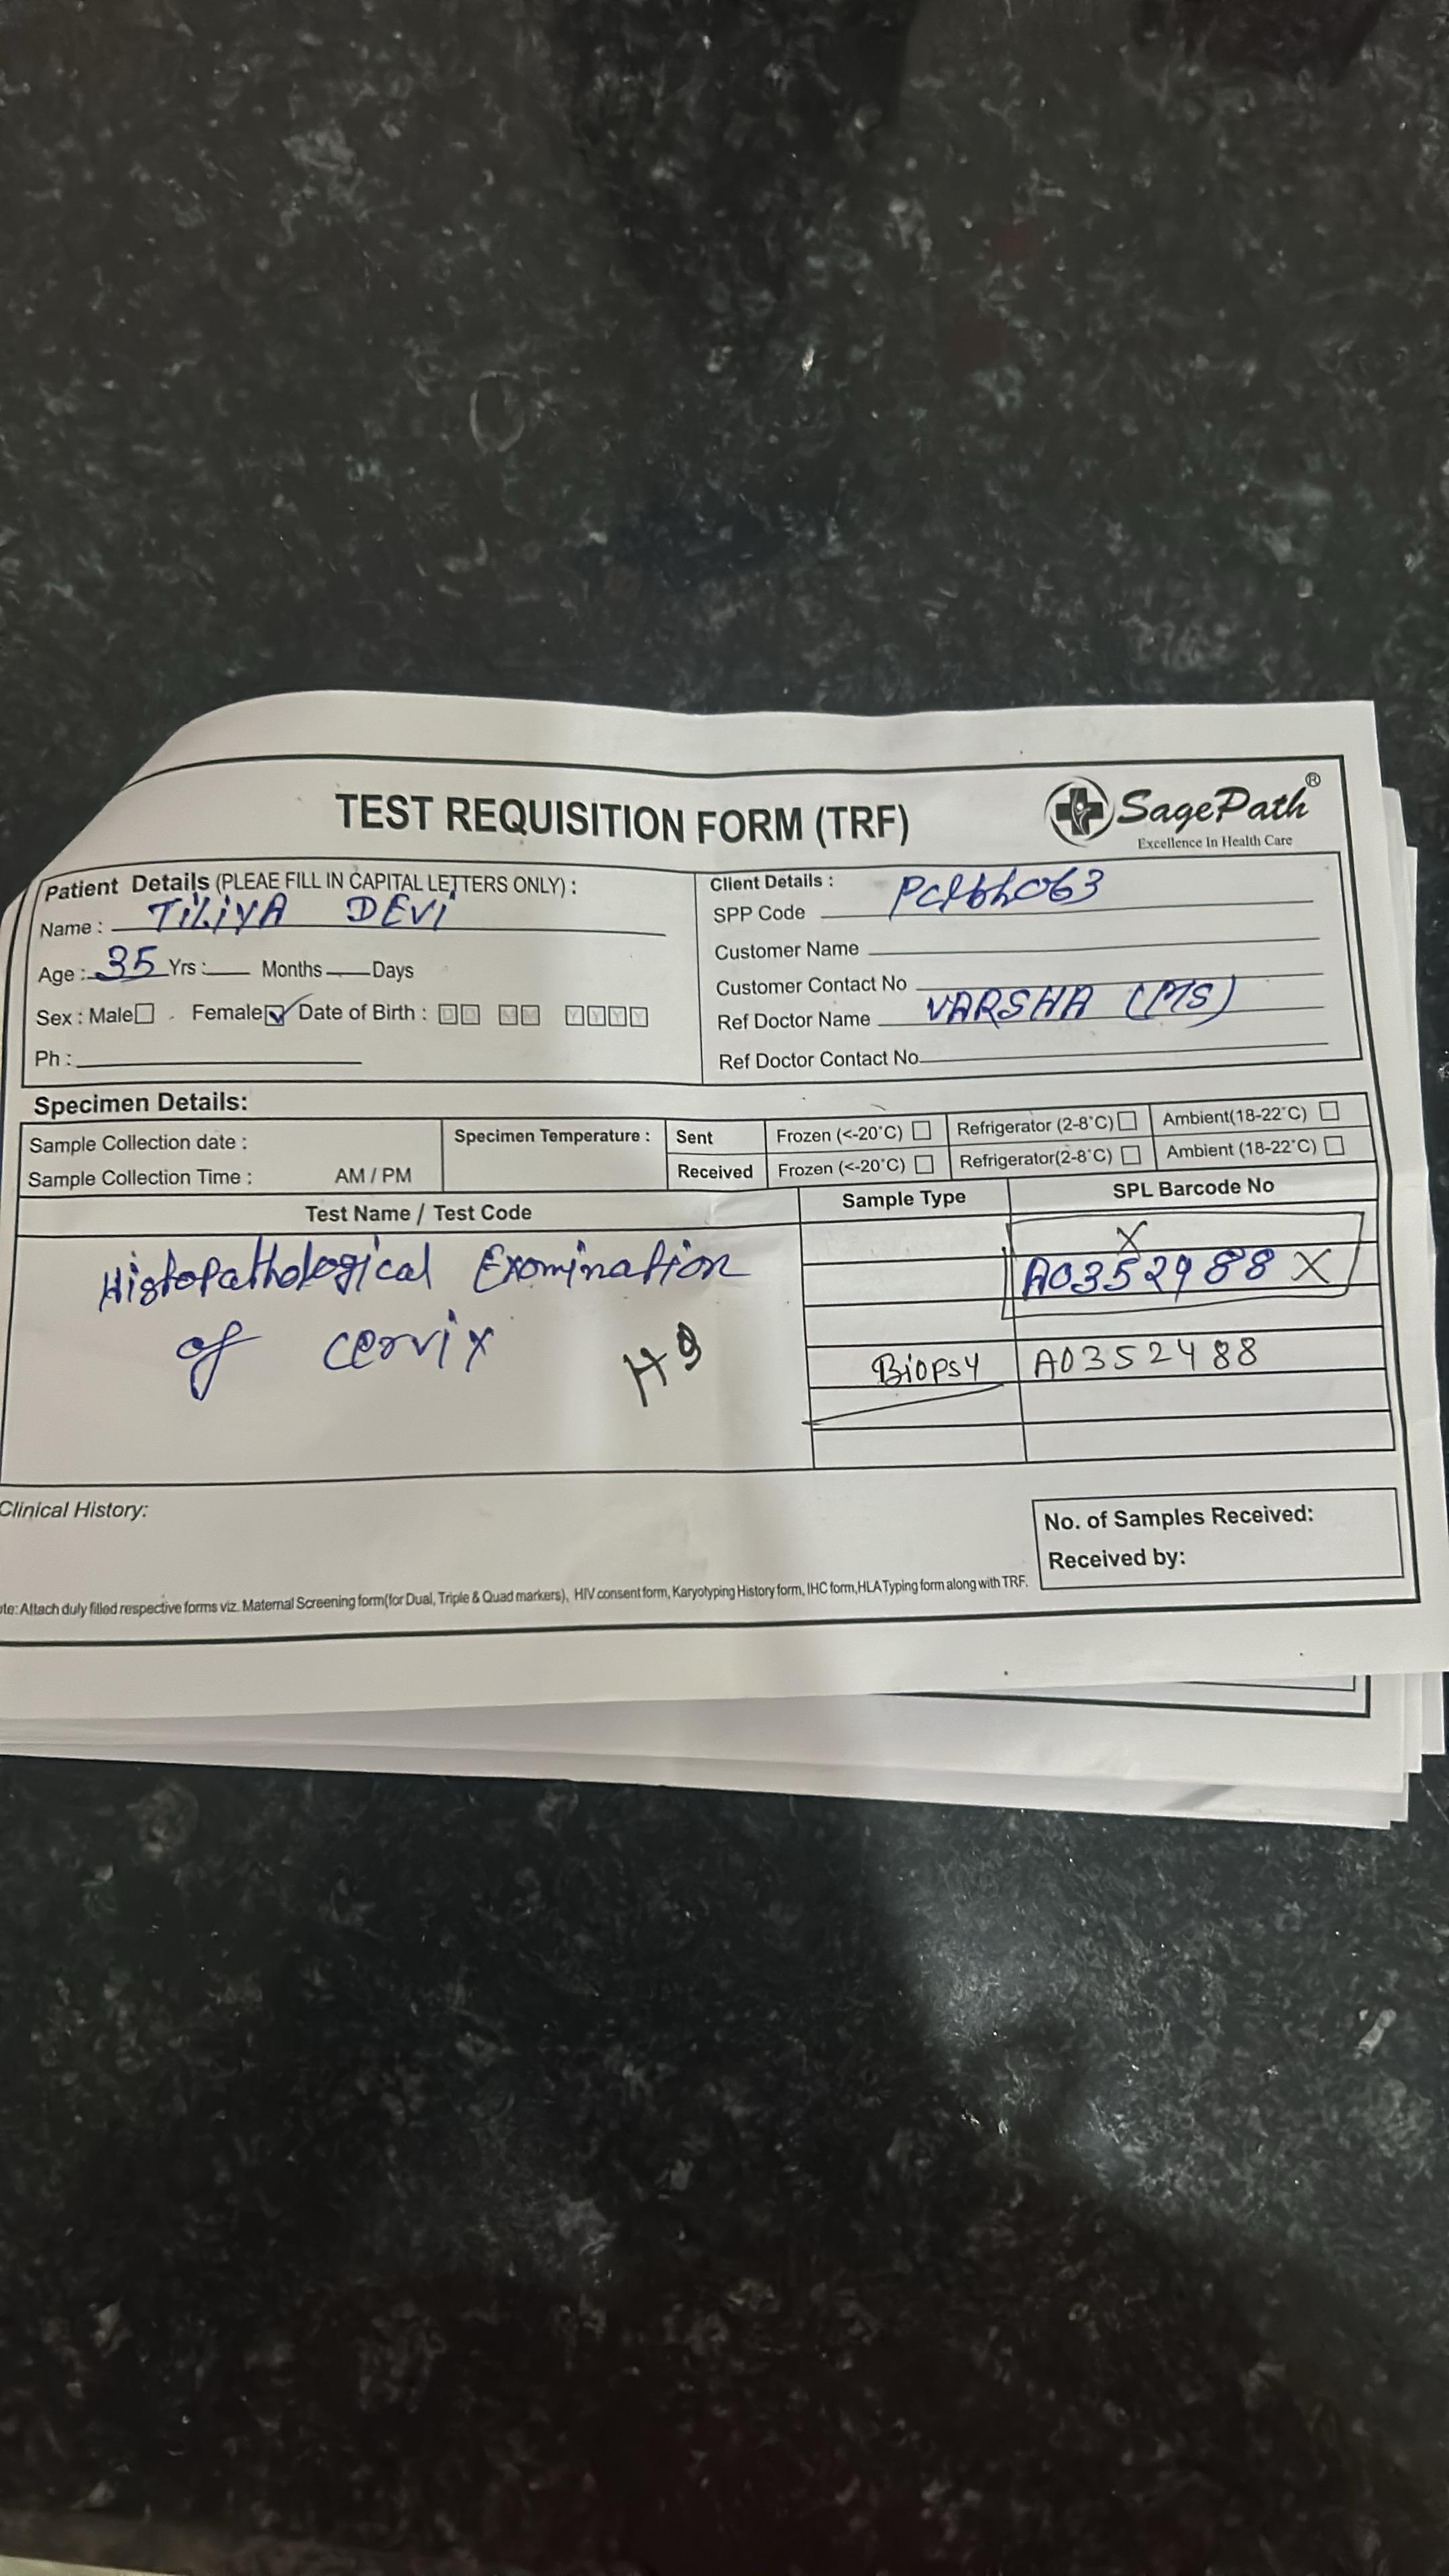 TEST REQUISITION FORM (TRF)
SagePath®
Excellence In Health Care
Patient Details (PLEAE FILL IN CAPITAL LETTERS ONLY) :
Name : TILIYA DEVI
Age : 35 Yrs : Months Days
Sex : Male Female Date of Birth : DD MM YYYY
Ph :
Client Details :
SPP Code
Customer Name
Customer Contact No
Ref Doctor Name VARSHA (MS)
Ref Doctor Contact No
Specimen Details:
Sample Collection date :
Sample Collection Time : AM / PM
Specimen Temperature :
Sent Frozen (<-20°C) Refrigerator (2-8°C) Ambient(18-22°C)
Received Frozen (<-20°C) Refrigerator(2-8°C) Ambient (18-22°C)
Test Name / Test Code Sample Type SPL Barcode No
X
A0352988 X
Histopathological Examination
of cervix H9
Biopsy A0352488
Clinical History:
No. of Samples Received:
Received by:
te: Attach duly filled respective forms viz. Maternal Screening form(for Dual, Triple & Quad markers), HIV consent form, Karyotyping History form, IHC form,HLA Typing form along with TRF.